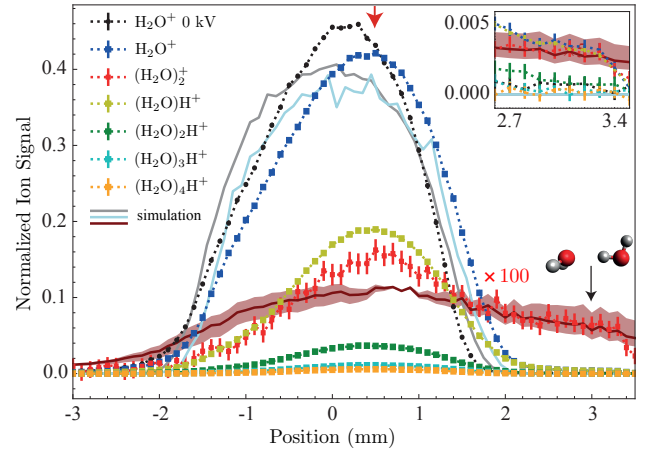 H₂O⁺ 0 kV
H₂O⁺
(H₂O)₂⁺
(H₂O)H⁺
(H₂O)₂H⁺
(H₂O)₃H⁺
(H₂O)₄H⁺
simulation
0.005
0.000
2.7
3.4
× 100
Normalized Ion Signal
0.4
0.3
0.2
0.1
0.0
-3
-2
-1
0
1
2
3
Position (mm)